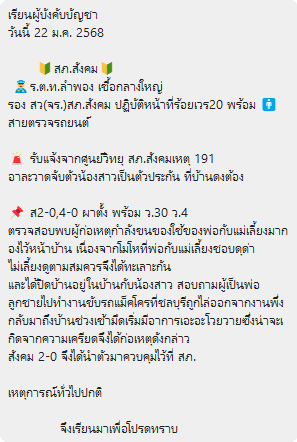 เรียนผู้บังคับบัญชา
วันนี้ 22 ม.ค. 2568
🔰สภ.สังคม🔰
👮ร.ต.ท.ลำพอง เชื้อกลางใหญ่
รอง สว(จร.)สภ.สังคม ปฏิบัติหน้าที่ร้อยเวร20 พร้อม 🚹
สายตรวจรถยนต์
🚨 รับแจ้งจากศูนย์วิทยุ สภ.สังคมเหตุ 191
อาละวาดจับตัวน้องสาวเป็นตัวประกัน ที่บ้านดงต้อง
📌 ส2-0,4-0 ผาตั้ง พร้อม ว.30 ว.4
ตรวจสอบพบผู้ก่อเหตุกำลังขนของใช้ของพ่อกับแม่เลี้ยงมาก
องไว้หน้าบ้าน เนื่องจากโมโหที่พ่อกับแม่เลี้ยงชอบดุด่า
ไม่เลี้ยงดูตามสมควรจึงได้ทะเลาะกัน
และได้ปิดบ้านอยู่ในบ้านกับน้องสาว สอบถามผู้เป็นพ่อ
ลูกชายไปทำงานขับรถแม็คโครที่ชลบุรีถูกไล่ออกจากงานพึ่ง
กลับมาถึงบ้านช่วงเช้ามืดเริ่มมีอาการเอะอะโวยวายซึ่งน่าจะเ
กิดจากความเครียดจึงได้ก่อเหตุดังกล่าว
สังคม 2-0 จึงได้นำตัวมาควบคุมไว้ที่ สภ.
เหตุการณ์ทั่วไปปกติ
จึงเรียนมาเพื่อโปรดทราบ